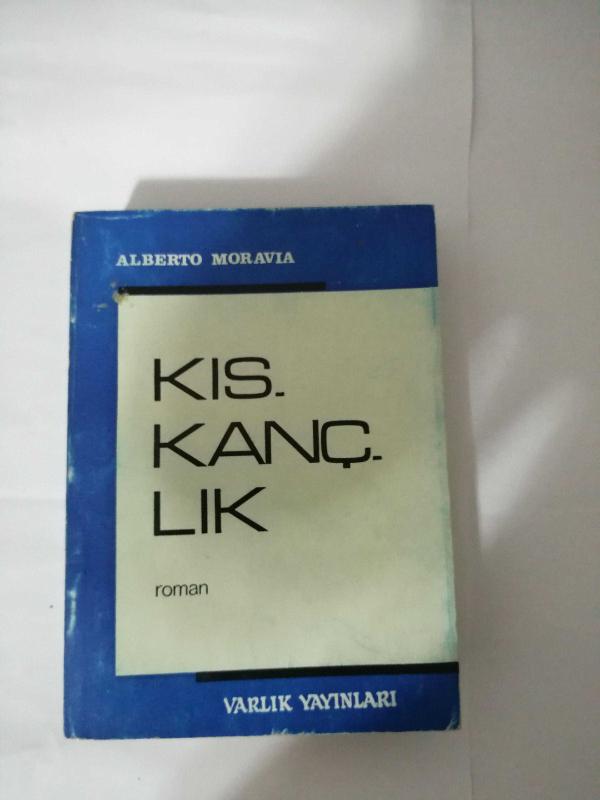 ALBERTO MORAVIA
KIS-
KANÇ-
LIK
roman
VARLIK YAYINLARI